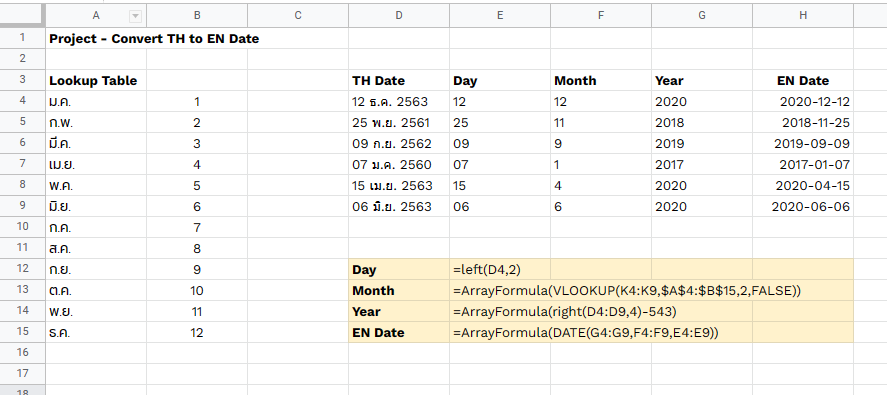 A B C D E F G H
1 Project - Convert TH to EN Date
2
3 Lookup Table TH Date Day Month Year EN Date
4 ม.ค. 1 12 ธ.ค. 2563 12 12 2020 2020-12-12
5 ก.พ. 2 25 พ.ย. 2561 25 11 2018 2018-11-25
6 มี.ค. 3 09 ก.ย. 2562 09 9 2019 2019-09-09
7 เม.ย. 4 07 ม.ค. 2560 07 1 2017 2017-01-07
8 พ.ค. 5 15 เม.ย. 2563 15 4 2020 2020-04-15
9 มิ.ย. 6 06 มิ.ย. 2563 06 6 2020 2020-06-06
10 ก.ค. 7
11 ส.ค. 8
12 ก.ย. 9 Day =left(D4,2)
13 ต.ค. 10 Month =ArrayFormula(VLOOKUP(K4:K9,$A$4:$B$15,2,FALSE))
14 พ.ย. 11 Year =ArrayFormula(right(D4:D9,4)-543)
15 ธ.ค. 12 EN Date =ArrayFormula(DATE(G4:G9,F4:F9,E4:E9))
16
17
18